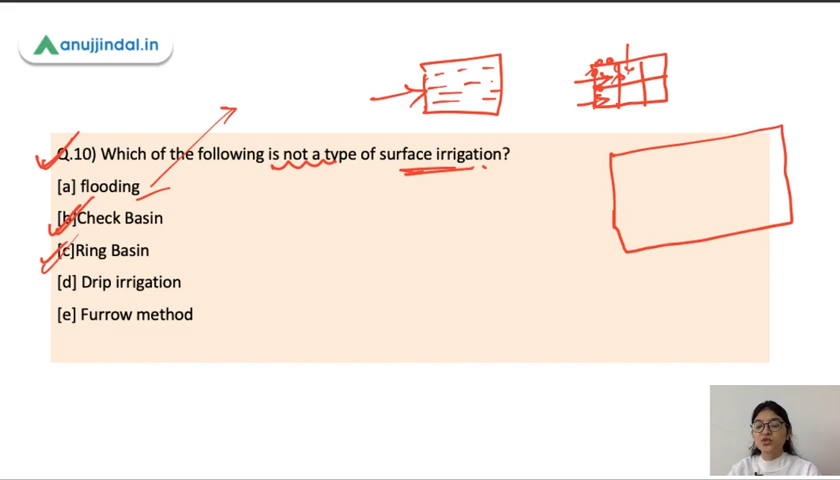 anujjindal.in
Q.10) Which of the following is not a type of surface irrigation?
[a] flooding
[b]Check Basin
[c]Ring Basin
[d] Drip irrigation
[e] Furrow method